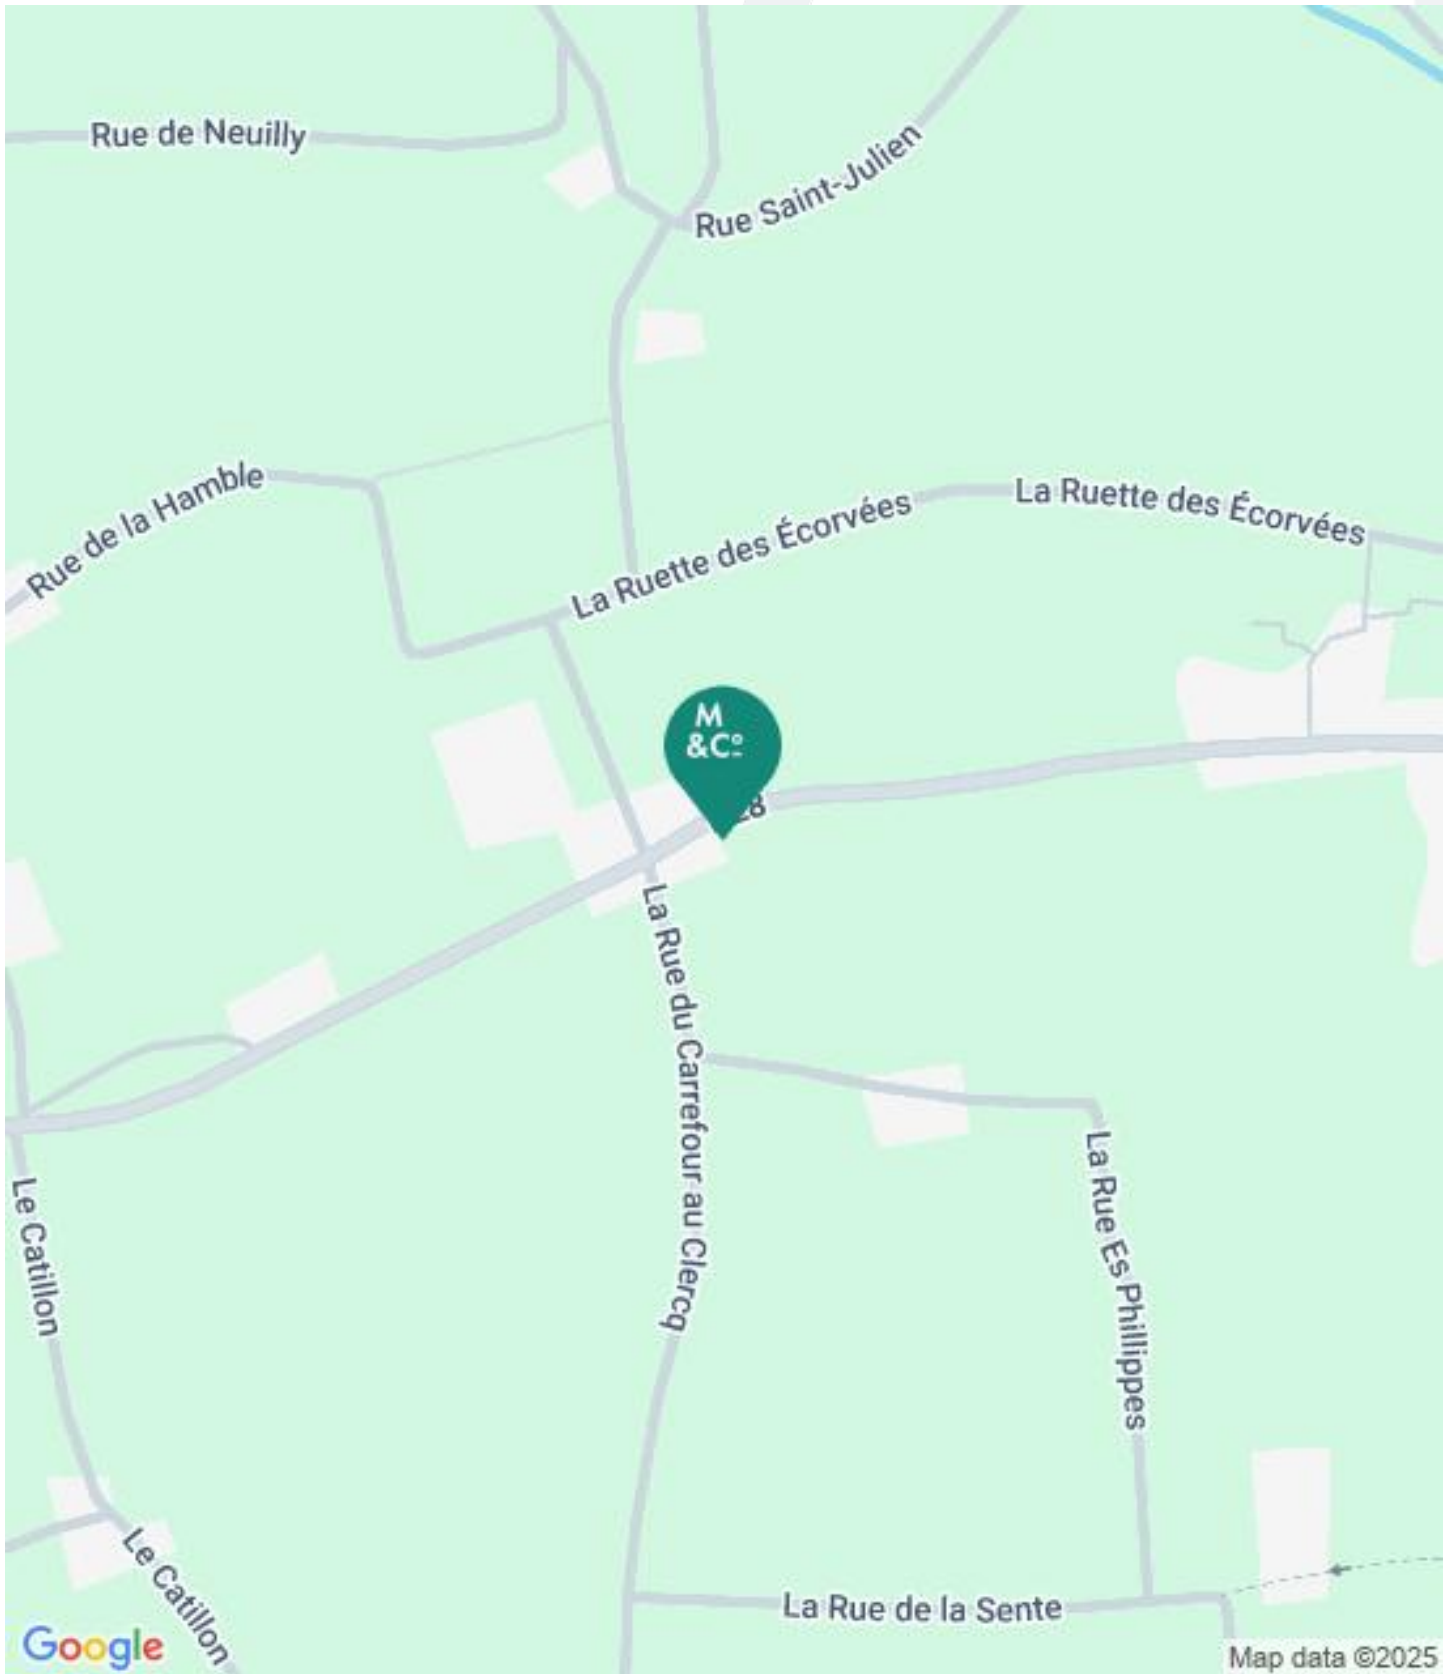 Rue de Neuilly
Rue Saint-Julien
Rue de la Hamble
La Ruette des Écorvées
La Ruette des Écorvées
M
&Cº
La Rue du Carrefour au Clercq
La Rue Es Phillippes
Le Catillon
Le Catillon
La Rue de la Sente
Google
Map data ©2025